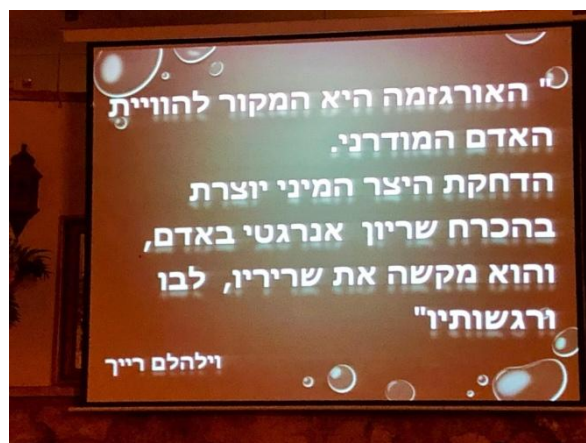 " האורגזמה היא המקור להוויית
האדם המודרני.
הדחקת היצר המיני יוצרת
בהכרח שריון אנרגטי באדם,
והוא מקשה את שריריו, לבו
ורגשותיו"
וילהלם רייך